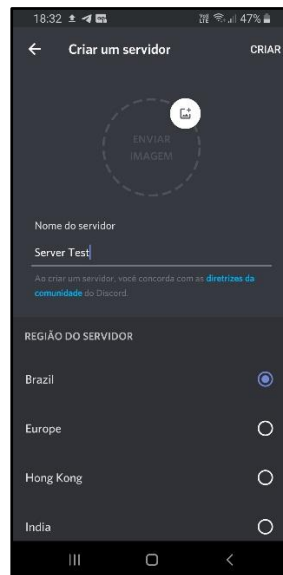 18:32 47%
Criar um servidor CRIAR
ENVIAR
IMAGEM
Nome do servidor
Server Test
Ao criar um servidor, você concorda com as diretrizes da
comunidade do Discord.
REGIÃO DO SERVIDOR
Brazil
Europe
Hong Kong
India